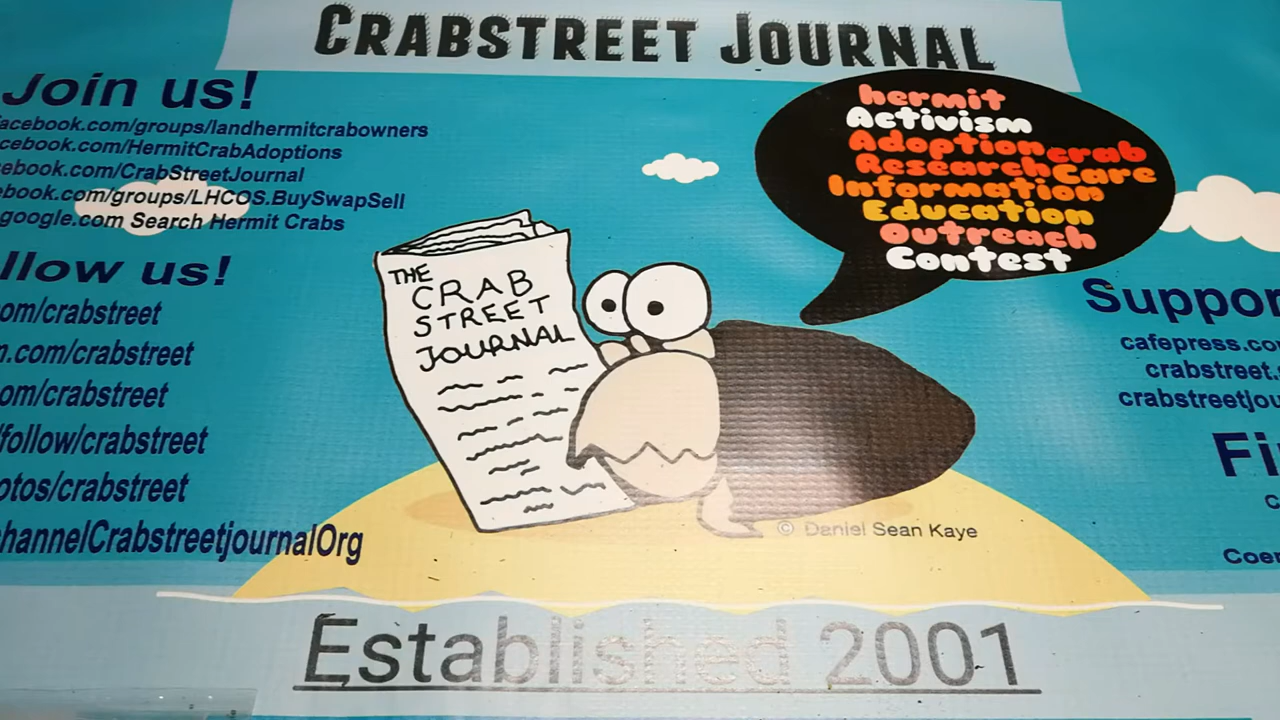 CRABSTREET JOURNAL
Join us!
facebook.com/groups/landhermitcrabowners
cebook.com/HermitCrabAdoptions
ebook.com/CrabStreetJournal
ebook.com/groups/LHCOS.BuySwapSell
google.com Search Hermit Crabs
llow us!
om/crabstreet
n.com/crabstreet
om/crabstreet
/follow/crabstreet
otos/crabstreet
hannelCrabstreetjournalOrg
THE
CRAB
STREET
JOURNAL
hermit
Activism
Adoption crab
Research Care
Information
Education
Outreach
Contest
Suppor
cafepress.co
crabstreet.
crabstreetjou
Fi
c
Coe
© Daniel Sean Kaye
Established 2001